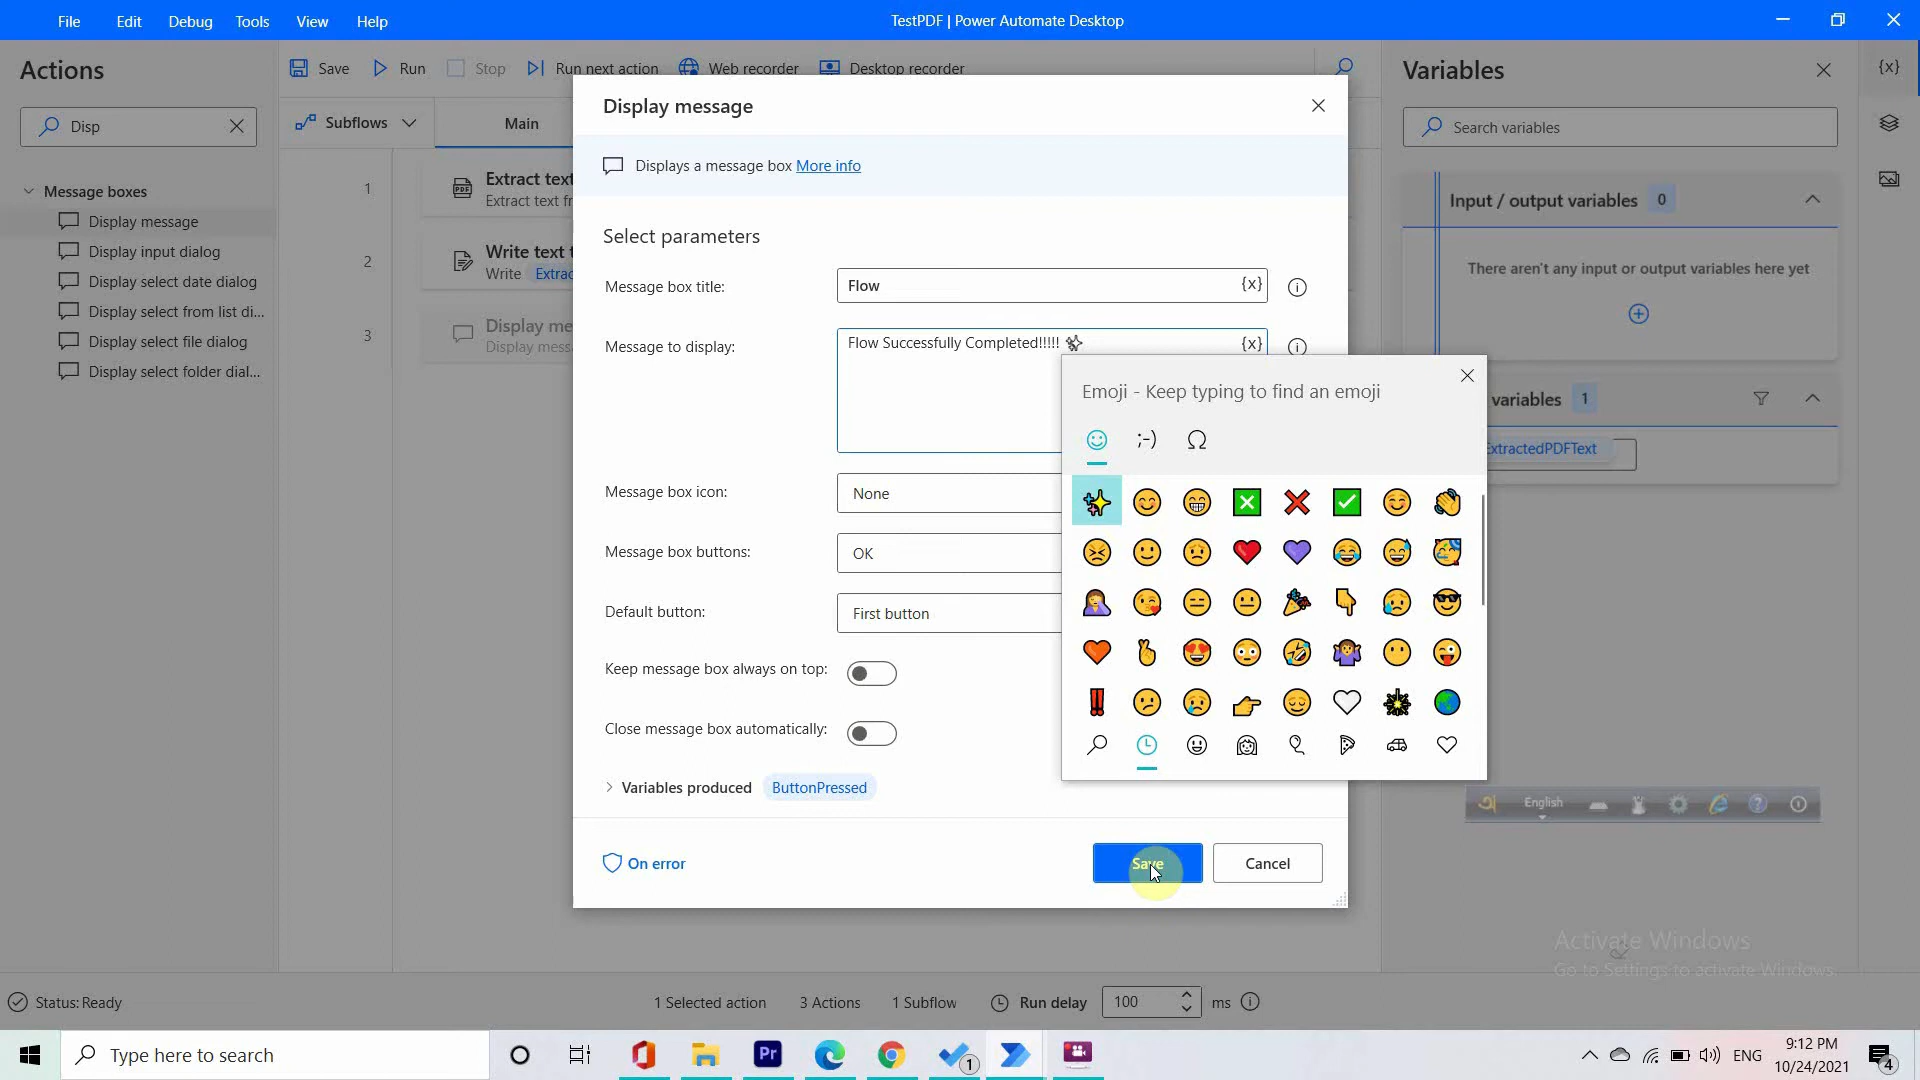 File Edit Debug Tools View Help
TestPDF | Power Automate Desktop
Actions
Disp
Message boxes
Display message
Display input dialog
Display select date dialog
Display select from list di...
Display select file dialog
Display select folder dial...
Save Run Stop Run next action Web recorder Desktop recorder
Subflows Main
1 Extract text
Extract text
2 Write text
Write
3 Display
Display
Display message
Displays a message box More info
Select parameters
Message box title: Flow {x}
Message to display: Flow Successfully Completed!!!!! ✨ {x}
Message box icon: None
Message box buttons: OK
Default button: First button
Keep message box always on top:
Close message box automatically:
Variables produced ButtonPressed
On error Save Cancel
Emoji - Keep typing to find an emoji
;-) Ω
Variables {x}
Search variables
Input / output variables 0
There aren't any input or output variables here yet
variables 1
ExtractedPDFText
English
Activate Windows
Go to Settings to activate Windows.
Status: Ready 1 Selected action 3 Actions 1 Subflow Run delay 100 ms
Type here to search
Pr
1
ENG
9:12 PM
10/24/2021
4